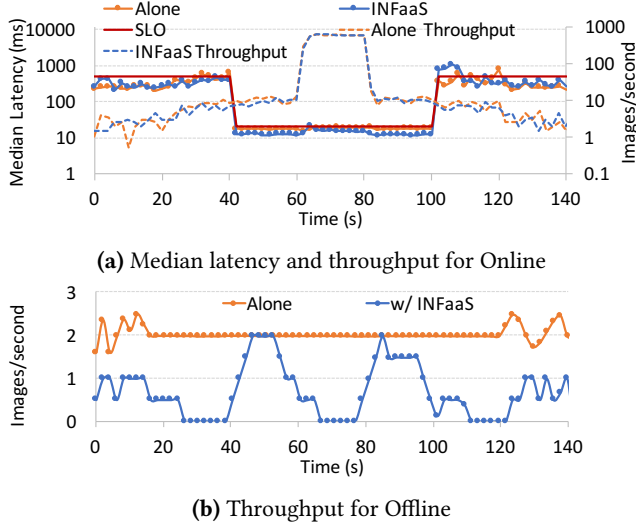 Alone
INFaaS
SLO
Alone Throughput
INFaaS Throughput
Median Latency (ms)
10000
1000
100
10
1
1000
100
10
1
0.1
Images/second
0 20 40 60 80 100 120 140
Time (s)
(a) Median latency and throughput for Online
Alone
w/ INFaaS
Images/second
3
2
1
0
0 20 40 60 80 100 120 140
Time (s)
(b) Throughput for Offline